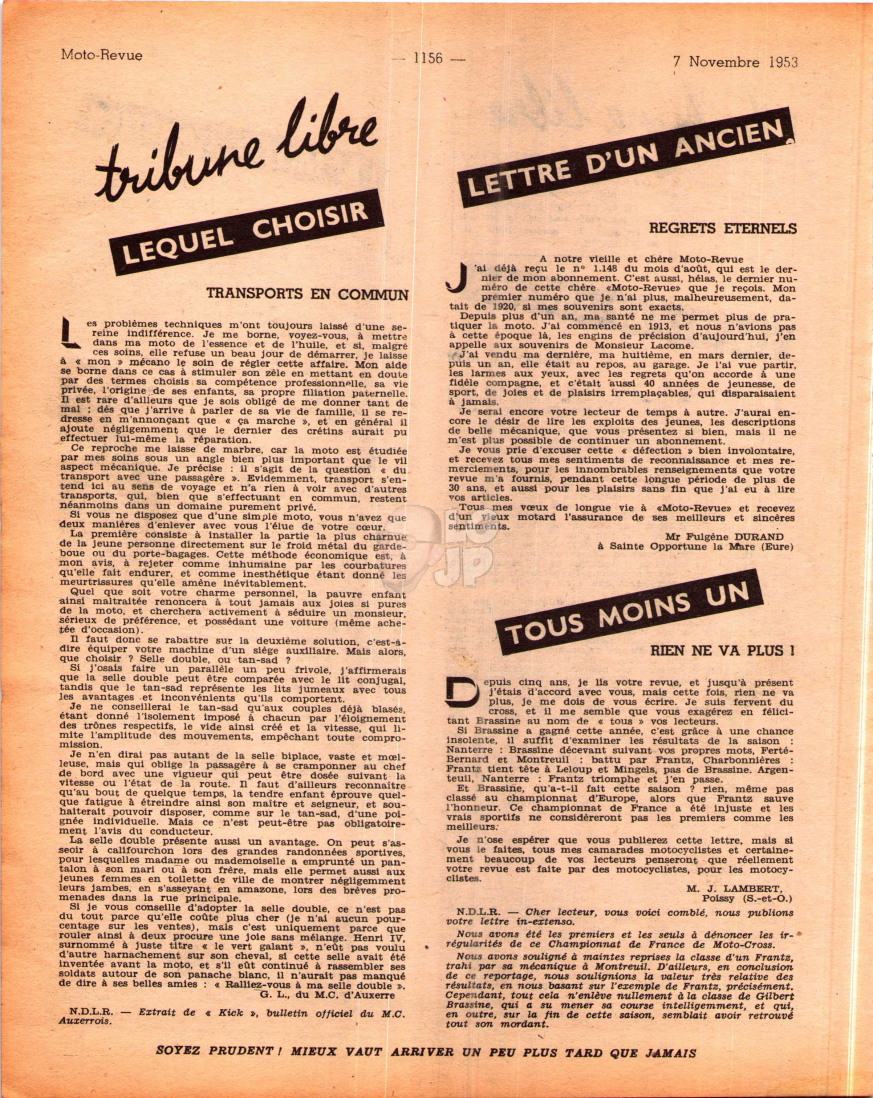 Moto-Revue
— 1156 —
7 Novembre 1953
tribune libre
LEQUEL CHOISIR
TRANSPORTS EN COMMUN
Les problèmes techniques m'ont toujours laissé d'une se-
reine indifférence. Je me borne, voyez-vous, à mettre
dans ma moto de l'essence et de l'huile, et si, malgré
ces soins, elle refuse un beau jour de démarrer, je laisse
à « mon » mécano le soin de régler cette affaire. Mon aide
se borne dans ce cas à stimuler son zèle en mettant en doute
par des termes choisis sa compétence professionnelle, sa vie
privée, l'origine de ses enfants, sa propre filiation paternelle.
Il est rare d'ailleurs que je sois obligé de me donner tant de
mal ; dès que j'arrive à parler de sa vie de famille, il se re-
dresse en m'annonçant que « ça marche », et en général il
ajoute négligemment que le dernier des crétins aurait pu
effectuer lui-même la réparation.
Ce reproche me laisse de marbre, car la moto est étudiée
par mes soins sous un angle bien plus important que le vil
aspect mécanique. Je précise : il s'agit de la question « du
transport avec une passagère ». Evidemment, transport s'en-
tend ici au sens de voyage et n'a rien à voir avec d'autres
transports, qui, bien que s'effectuant en commun, restent
néanmoins dans un domaine purement privé.
Si vous ne disposez que d'une simple moto, vous n'avez que
deux manières d'enlever avec vous l'élue de votre cœur.
La première consiste à installer la partie la plus charnue
de la jeune personne directement sur le froid métal du garde-
boue ou du porte-bagages. Cette méthode économique est, à
mon avis, à rejeter comme inhumaine par les courbatures
qu'elle fait endurer, et comme inesthétique étant donné les
meurtrissures qu'elle amène inévitablement.
Quel que soit votre charme personnel, la pauvre enfant
ainsi maltraitée renoncera à tout jamais aux joies si pures
de la moto, et cherchera activement à séduire un monsieur,
sérieux de préférence, et possédant une voiture (même ache-
tée d'occasion).
Il faut donc se rabattre sur la deuxième solution, c'est-à-
dire équiper votre machine d'un siège auxiliaire. Mais alors,
que choisir ? Selle double, ou tan-sad ?
Si j'osais faire un parallèle un peu frivole, j'affirmerais
que la selle double peut être comparée avec le lit conjugal,
tandis que le tan-sad représente les lits jumeaux avec tous
les avantages et inconvénients qu'ils comportent.
Je ne conseillerai le tan-sad qu'aux couples déjà blasés,
étant donné l'isolement imposé à chacun par l'éloignement
des trônes respectifs, le vide ainsi créé et la vitesse, qui li-
mite l'amplitude des mouvements, empêchant toute compro-
mission.
Je n'en dirai pas autant de la selle biplace, vaste et moel-
leuse, mais qui oblige la passagère à se cramponner au chef
de bord avec une vigueur qui peut être dosée suivant la
vitesse ou l'état de la route. Il faut d'ailleurs reconnaître
qu'au bout de quelque temps, la tendre enfant éprouve quel-
que fatigue à étreindre ainsi son maître et seigneur, et sou-
haiterait pouvoir disposer, comme sur le tan-sad, d'une poi-
gnée individuelle. Mais ce n'est peut-être pas obligatoire-
ment l'avis du conducteur.
La selle double présente aussi un avantage. On peut s'as-
seoir à califourchon lors des grandes randonnées sportives,
pour lesquelles madame ou mademoiselle a emprunté un pan-
talon à son mari ou à son frère, mais elle permet aussi aux
jeunes femmes en toilette de ville de montrer négligemment
leurs jambes, en s'asseyant en amazone, lors des brèves pro-
menades dans la rue principale.
Si je vous conseille d'adopter la selle double, ce n'est pas
du tout parce qu'elle coûte plus cher (je n'ai aucun pour-
centage sur les ventes), mais c'est uniquement parce que
rouler ainsi à deux procure une joie sans mélange. Henri IV,
surnommé à juste titre « le vert galant », n'eût pas voulu
d'autre harnachement sur son cheval, si cette selle avait été
inventée avant la moto, et s'il eût continué à rassembler ses
soldats autour de son panache blanc, il n'aurait pas manqué
de dire à ses belles amies : « Ralliez-vous à ma selle double ».
G. L., du M.C. d'Auxerre
N.D.L.R. — Extrait de « Kick », bulletin officiel du M.C.
Auxerrois.
LETTRE D'UN ANCIEN
REGRETS ETERNELS
A notre vieille et chère Moto-Revue
J'ai déjà reçu le n° 1.148 du mois d'août, qui est le der-
nier de mon abonnement. C'est aussi, hélas, le dernier nu-
méro de cette chère «Moto-Revue» que je reçois. Mon
premier numéro que je n'ai plus, malheureusement, da-
tait de 1920, si mes souvenirs sont exacts.
Depuis plus d'un an, ma santé ne me permet plus de pra-
tiquer la moto. J'ai commencé en 1913, et nous n'avions pas
à cette époque là, les engins de précision d'aujourd'hui, j'en
appelle aux souvenirs de Monsieur Lacome.
J'ai vendu ma dernière, ma huitième, en mars dernier, de-
puis un an, elle était au repos, au garage. Je l'ai vue partir,
les larmes aux yeux, avec les regrets qu'on accorde à une
fidèle compagne, et c'était aussi 40 années de jeunesse, de
sport, de joies et de plaisirs irremplaçables, qui disparaisaient
à jamais.
Je serai encore votre lecteur de temps à autre. J'aurai en-
core le désir de lire les exploits des jeunes, les descriptions
de belle mécanique, que vous présentez si bien, mais il ne
m'est plus possible de continuer un abonnement.
Je vous prie d'excuser cette « défection » bien involontaire,
et recevez tous mes sentiments de reconnaissance et mes re-
merciements, pour les innombrables renseignements que votre
revue m'a fournis, pendant cette longue période de plus de
30 ans, et aussi pour les plaisirs sans fin que j'ai eu à lire
vos articles.
Tous mes vœux de longue vie à «Moto-Revue» et recevez
d'un vieux motard l'assurance de ses meilleurs et sincères
sentiments.
Mr Fulgène DURAND
à Sainte Opportune la Mare (Eure)
TOUS MOINS UN
RIEN NE VA PLUS !
Depuis cinq ans, je lis votre revue, et jusqu'à présent
j'étais d'accord avec vous, mais cette fois, rien ne va
plus, je me dois de vous écrire. Je suis fervent du
cross, et il me semble que vous exagérez en félici-
tant Brassine au nom de « tous » vos lecteurs.
Si Brassine a gagné cette année, c'est grâce à une chance
insolente, il suffit d'examiner les résultats de la saison :
Nanterre : Brassine décevant suivant vos propres mots, Ferté-
Bernard et Montreuil : battu par Frantz, Charbonnières :
Frantz tient tête à Leloup et Mingels, pas de Brassine. Argen-
teuil, Nanterre : Frantz triomphe et j'en passe.
Et Brassine, qu'a-t-il fait cette saison ? rien, même pas
classé au championnat d'Europe, alors que Frantz sauve
l'honneur. Ce championnat de France a été injuste et les
vrais sportifs ne considéreront pas les premiers comme les
meilleurs.
Je n'ose espérer que vous publierez cette lettre, mais si
vous le faites, tous mes camarades motocyclistes et certaine-
ment beaucoup de vos lecteurs penseront que réellement
votre revue est faite par des motocyclistes, pour les motocy-
clistes.
M. J. LAMBERT,
Poissy (S.-et-O.)
N.D.L.R. — Cher lecteur, vous voici comblé, nous publions
votre lettre in-extenso.
Nous avons été les premiers et les seuls à dénoncer les ir-
régularités de ce Championnat de France de Moto-Cross.
Nous avons souligné à maintes reprises la classe d'un Frantz,
trahi par sa mécanique à Montreuil. D'ailleurs, en conclusion
de ce reportage, nous soulignions la valeur très relative des
résultats, en nous basant sur l'exemple de Frantz, précisément.
Cependant, tout cela n'enlève nullement à la classe de Gilbert
Brassine, qui a su mener sa course intelligemment, et qui,
en outre, sur la fin de cette saison, semblait avoir retrouvé
tout son mordant.
SOYEZ PRUDENT ! MIEUX VAUT ARRIVER UN PEU PLUS TARD QUE JAMAIS
JP